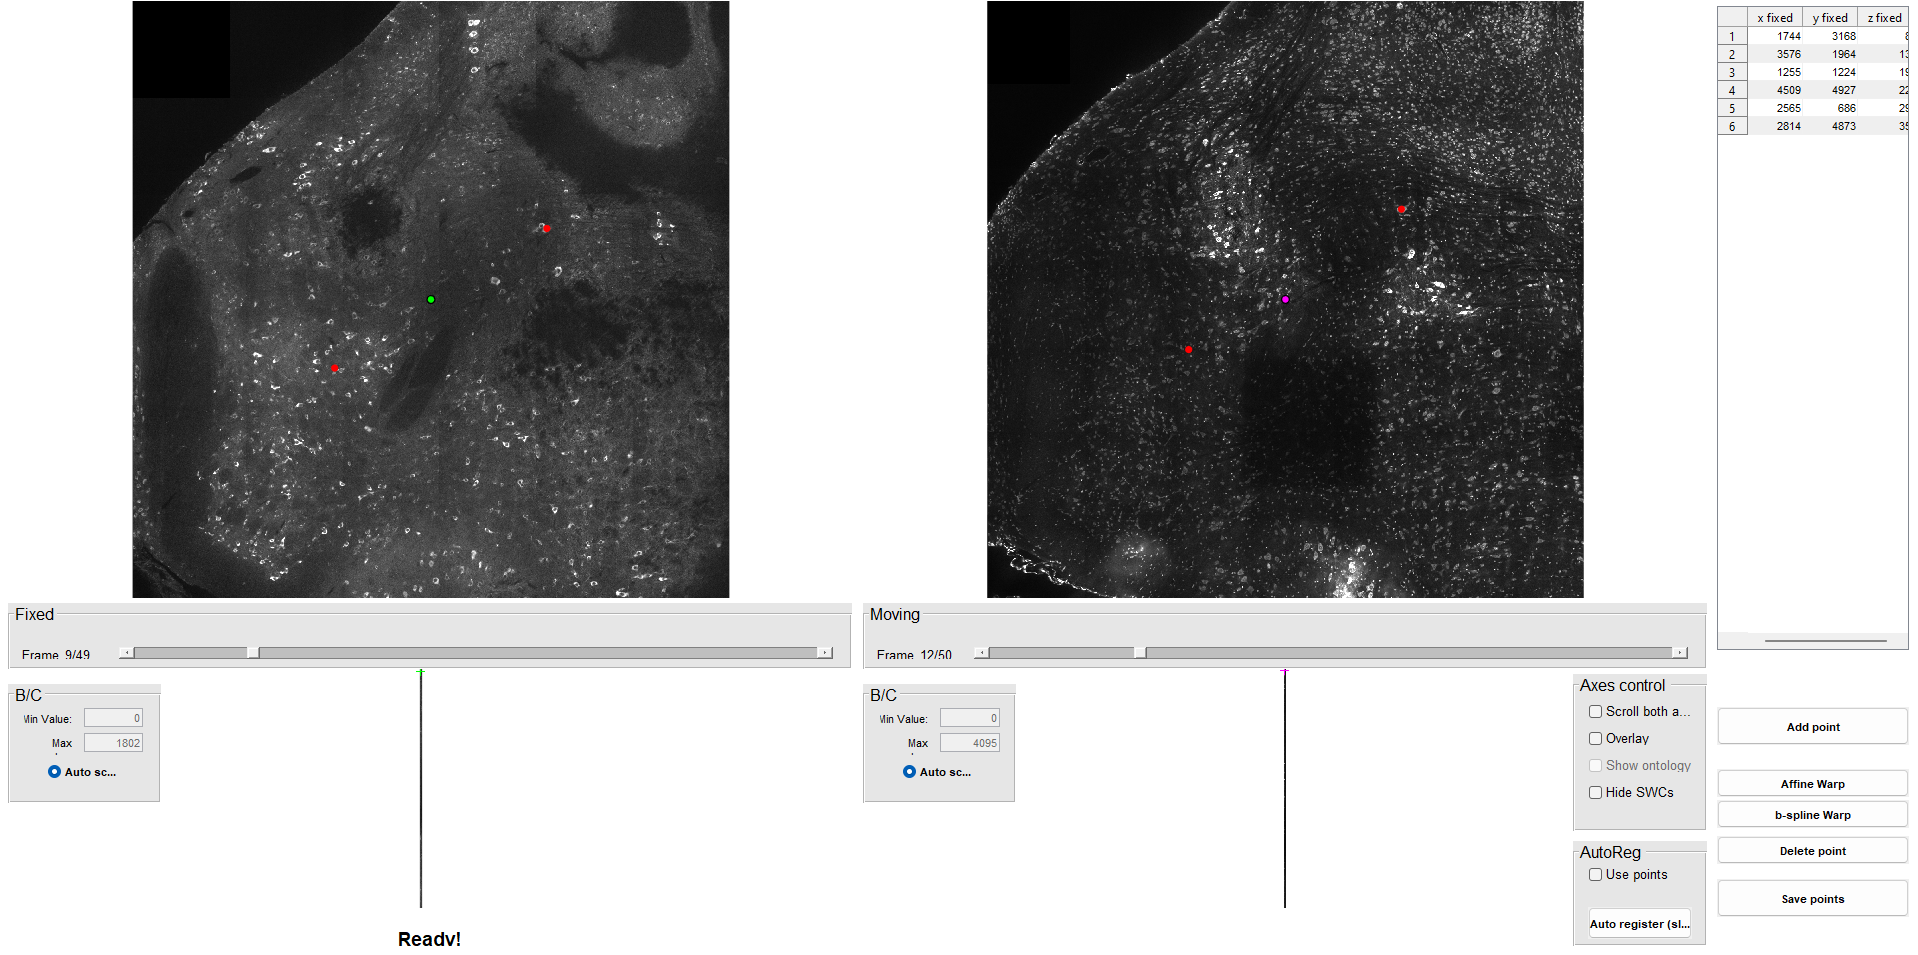 x fixed y fixed z fixed
1 1744 3168
2 3576 1964
3 1255 1224
4 4509 4927
5 2565 686
6 2814 4873
Fixed
Frame 9/49
Moving
Frame 12/50
B/C
Min Value: 0
Max 1802
Auto sc...
B/C
Min Value: 0
Max 4095
Auto sc...
Axes control
Scroll both a...
Overlay
Show ontology
Hide SWCs
AutoReg
Use points
Auto register (sl...
Add point
Affine Warp
b-spline Warp
Delete point
Save points
Ready!